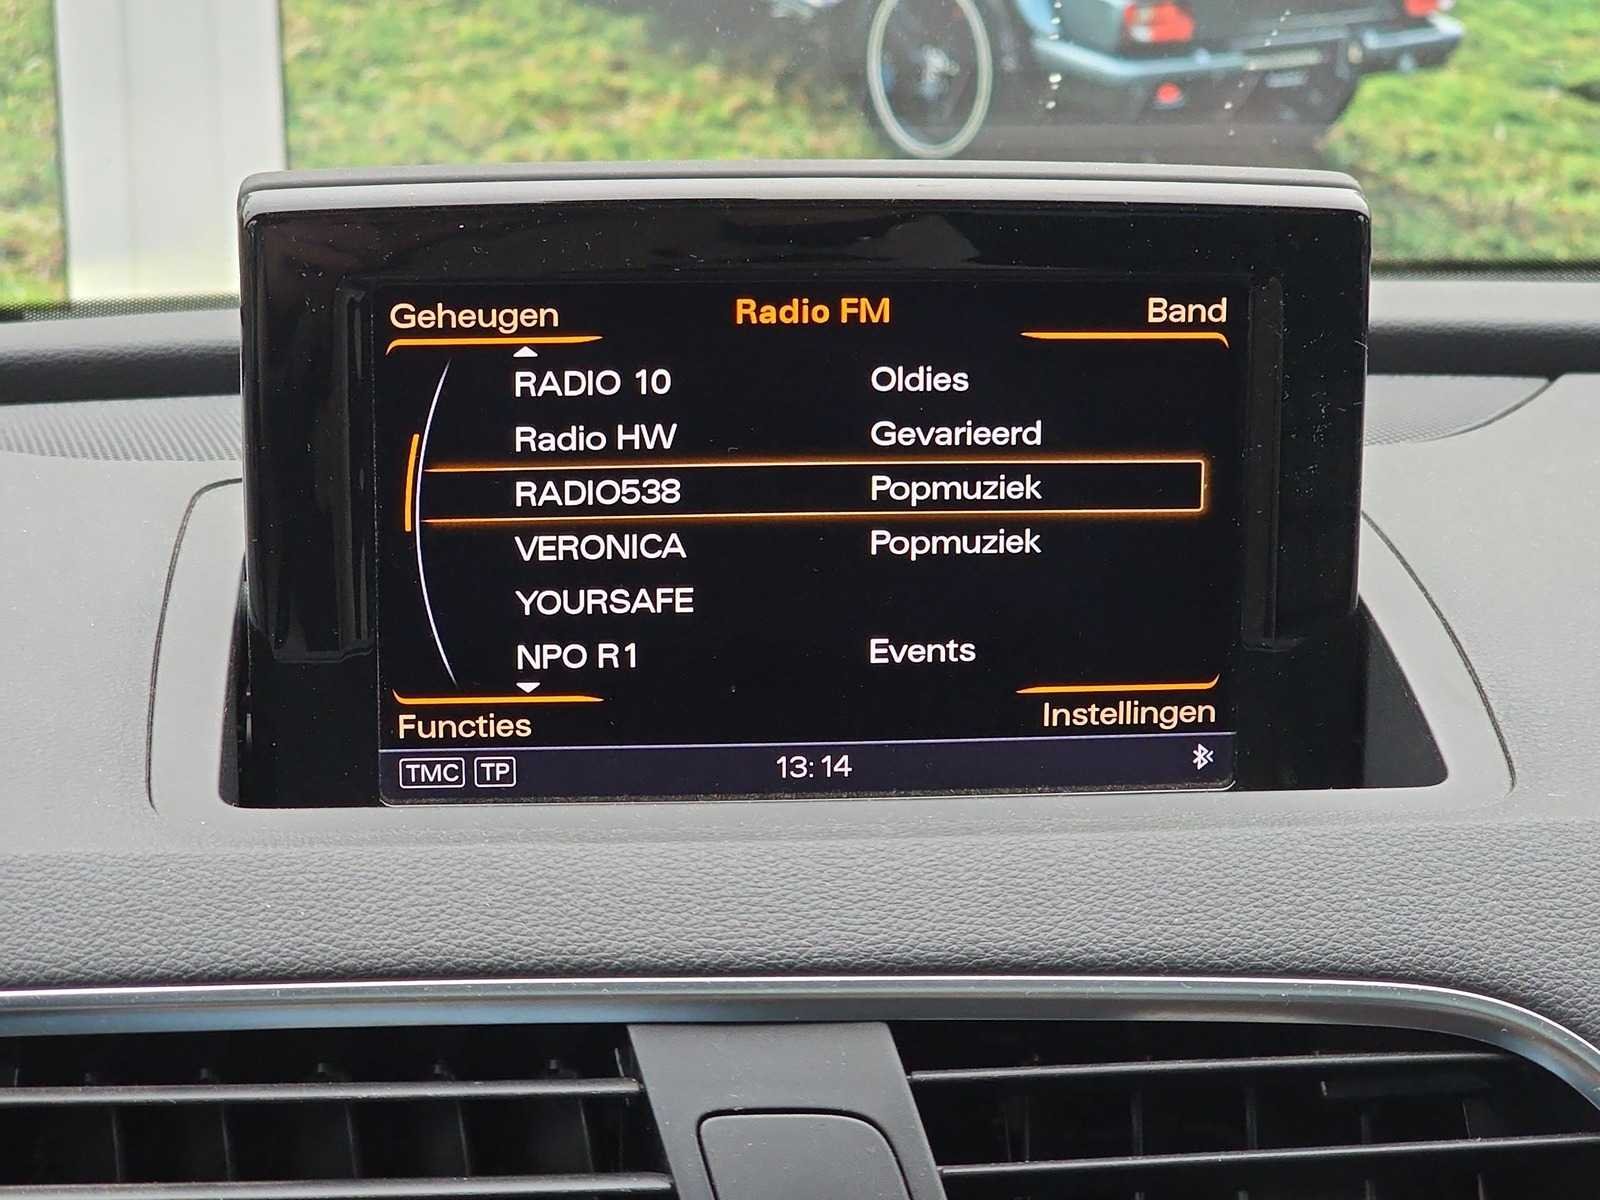 Geheugen Radio FM Band
RADIO 10 Oldies
Radio HW Gevarieerd
RADIO538 Popmuziek
VERONICA Popmuziek
YOURSAFE
NPO R1 Events
Functies Instellingen
TMC TP 13:14